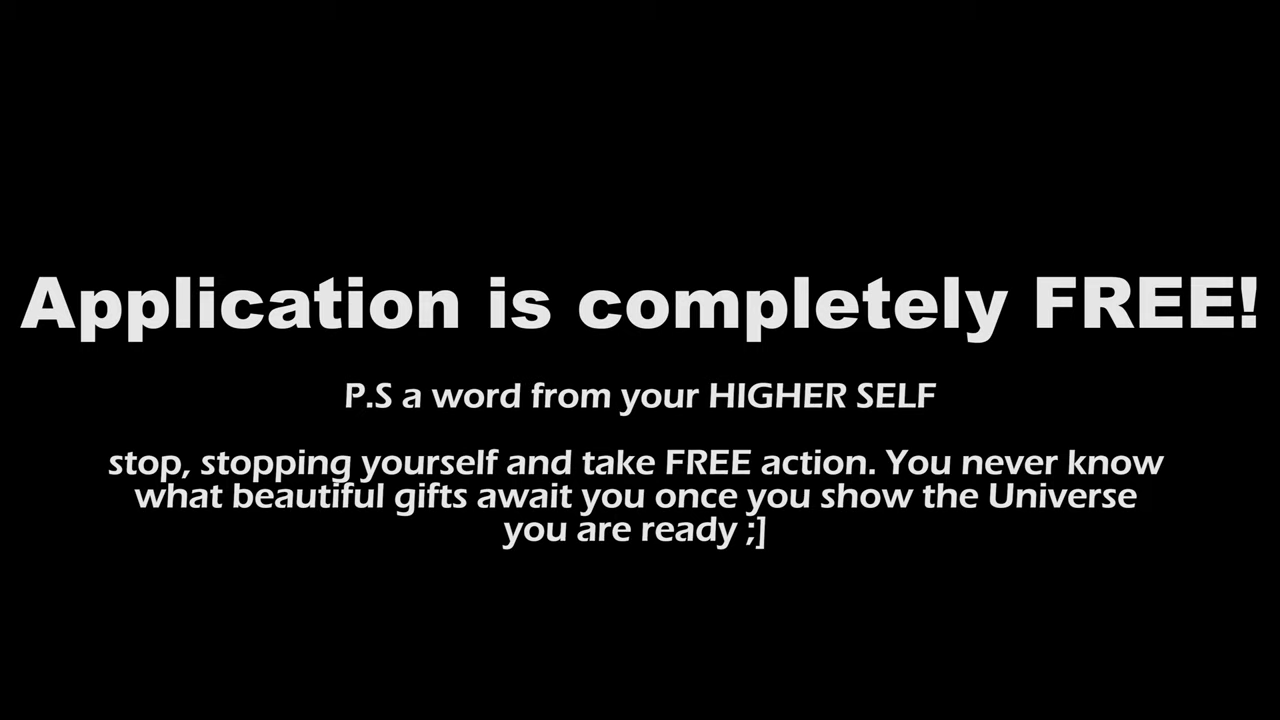 Application is completely FREE!
P.S a word from your HIGHER SELF
stop, stopping yourself and take FREE action. You never know
what beautiful gifts await you once you show the Universe
you are ready ;]